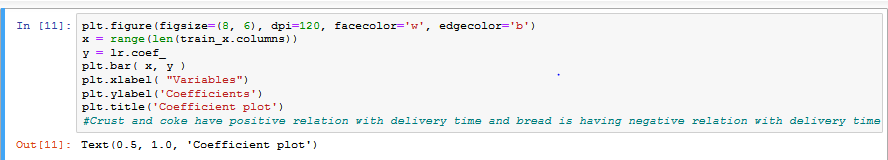 In [11]: plt.figure(figsize=(8, 6), dpi=120, facecolor='w', edgecolor='b')
x = range(len(train_x.columns))
y = lr.coef_
plt.bar( x, y )
plt.xlabel( "Variables")
plt.ylabel('Coefficients')
plt.title('Coefficient plot')
#Crust and coke have positive relation with delivery time and bread is having negative relation with delivery time
Out[11]: Text(0.5, 1.0, 'Coefficient plot')